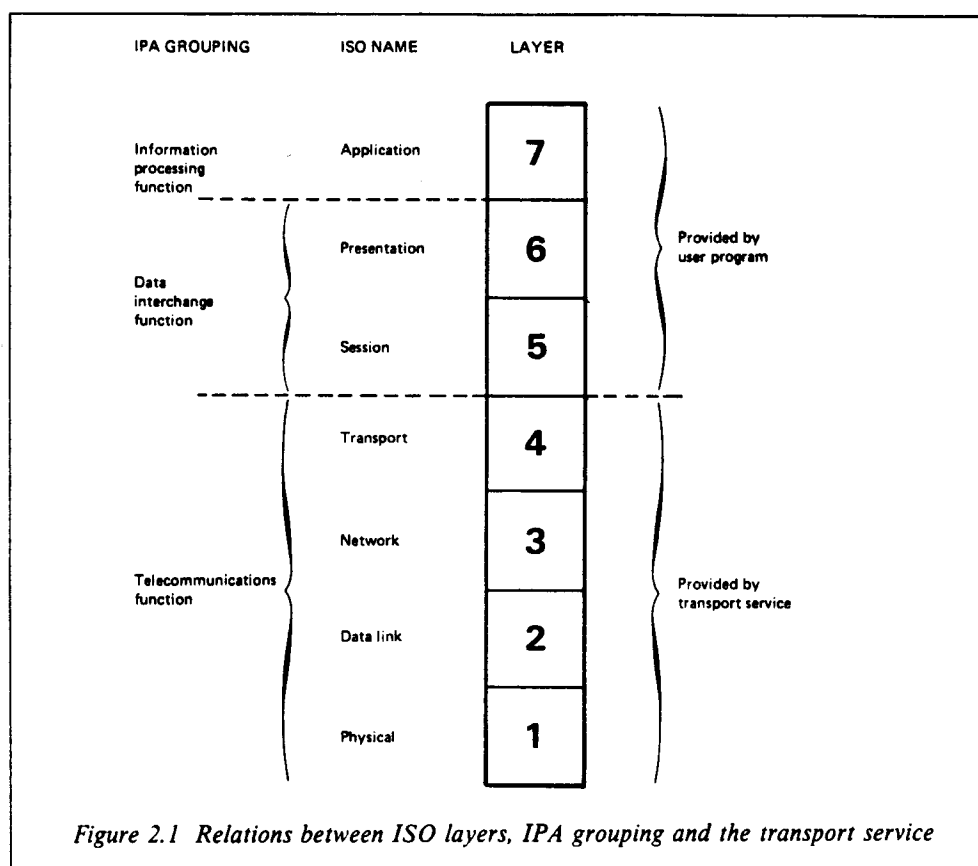 IPA GROUPING ISO NAME LAYER
Information
processing
function
Application
7
Presentation
6
Provided by
user program
Data
interchange
function
Session
5
Transport
4
Network
3
Telecommunications
function
Provided by
transport service
Data link
2
Physical
1
Figure 2.1 Relations between ISO layers, IPA grouping and the transport service